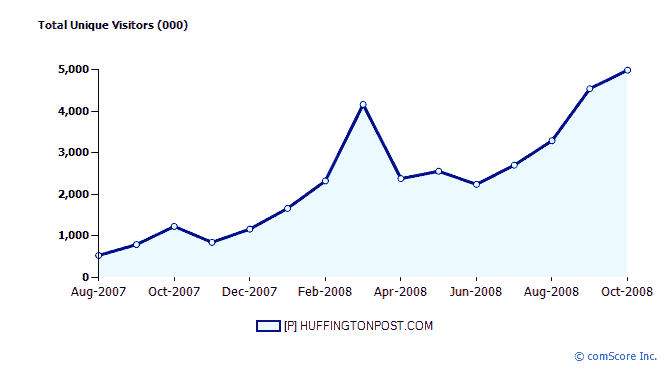 Total Unique Visitors (000)
5,000
4,000
3,000
2,000
1,000
0
Aug-2007 Oct-2007 Dec-2007 Feb-2008 Apr-2008 Jun-2008 Aug-2008 Oct-2008
[P] HUFFINGTONPOST.COM
© comScore Inc.